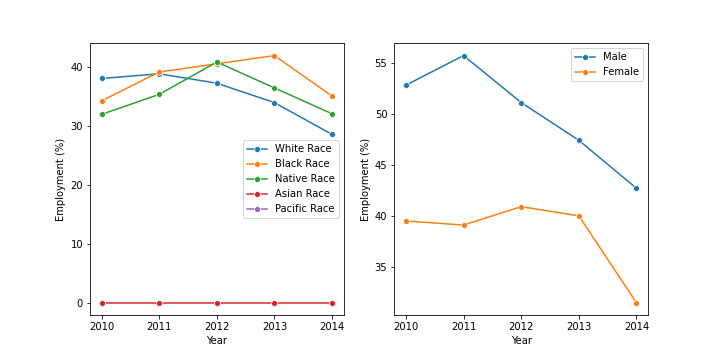 Employment (%)
40
30
20
10
0
2010 2011 2012 2013 2014
Year
White Race
Black Race
Native Race
Asian Race
Pacific Race
Employment (%)
55
50
45
40
35
2010 2011 2012 2013 2014
Year
Male
Female